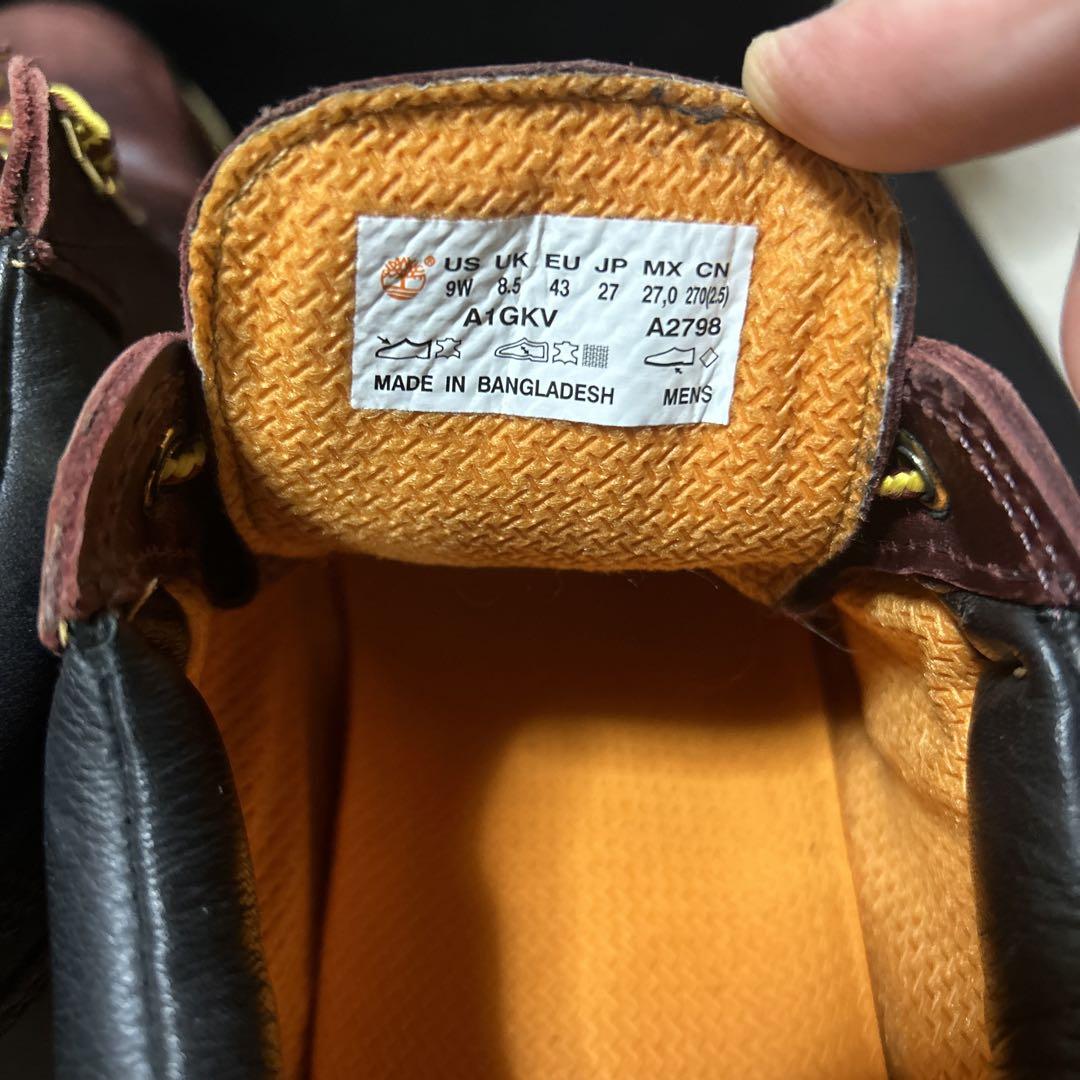 ® US UK EU JP MX CN
9W 8.5 43 27 27,0 270(2.5)
A1GKV A2798
MADE IN BANGLADESH MENS